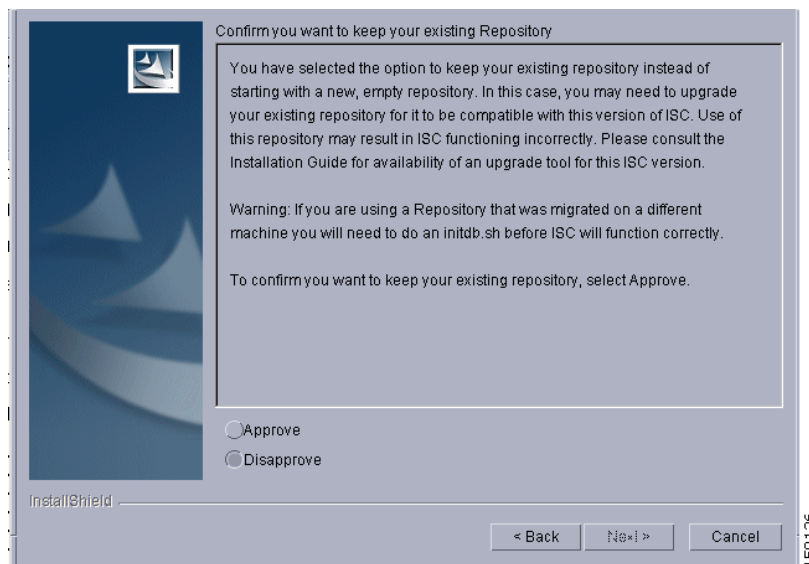 Confirm you want to keep your existing Repository
You have selected the option to keep your existing repository instead of
starting with a new, empty repository. In this case, you may need to upgrade
your existing repository for it to be compatible with this version of ISC. Use of
this repository may result in ISC functioning incorrectly. Please consult the
Installation Guide for availability of an upgrade tool for this ISC version.
Warning: If you are using a Repository that was migrated on a different
machine you will need to do an initdb.sh before ISC will function correctly.
To confirm you want to keep your existing repository, select Approve.
Approve
Disapprove
InstallShield
< Back
Next >
Cancel